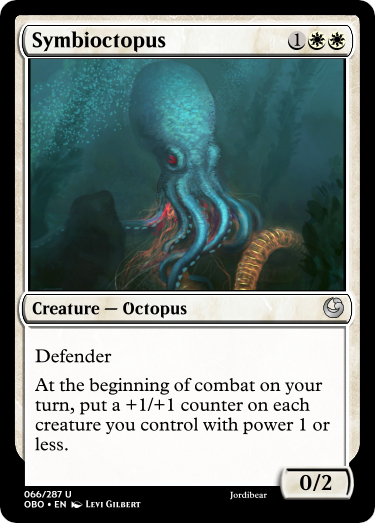 Symbioctopus 1
Creature — Octopus
Defender
At the beginning of combat on your
turn, put a +1/+1 counter on each
creature you control with power 1 or
less.
0/2
066/287 U
OBO • EN Levi Gilbert
Jordibear